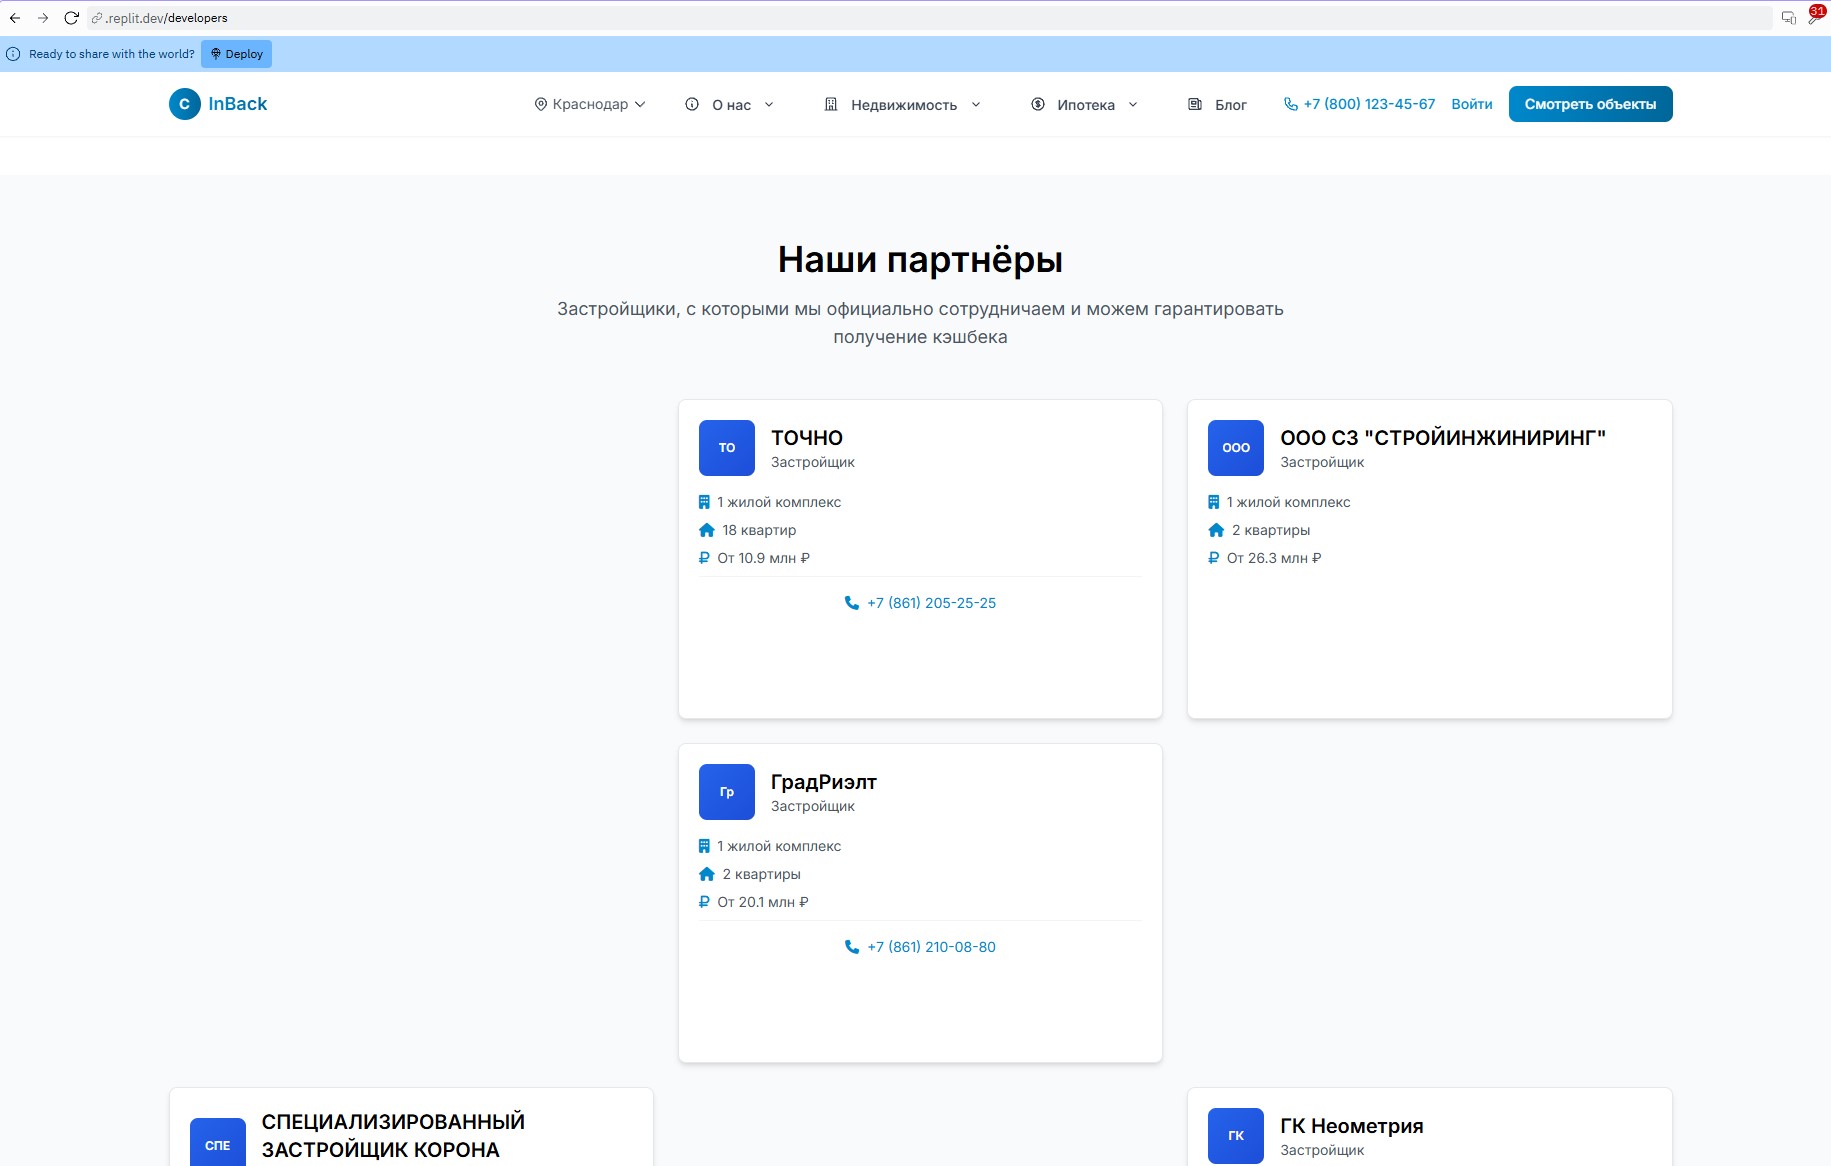 .replit.dev/developers
31
Ready to share with the world? Deploy
C InBack
Краснодар
О нас
Недвижимость
Ипотека
Блог
+7 (800) 123-45-67
Войти
Смотреть объекты
Наши партнёры
Застройщики, с которыми мы официально сотрудничаем и можем гарантировать
получение кэшбека
ТО
ТОЧНО
Застройщик
1 жилой комплекс
18 квартир
От 10.9 млн ₽
+7 (861) 205-25-25
ООО
ООО СЗ "СТРОЙИНЖИНИРИНГ"
Застройщик
1 жилой комплекс
2 квартиры
От 26.3 млн ₽
Гр
ГрадРиэлт
Застройщик
1 жилой комплекс
2 квартиры
От 20.1 млн ₽
+7 (861) 210-08-80
СПЕ
СПЕЦИАЛИЗИРОВАННЫЙ
ЗАСТРОЙЩИК КОРОНА
ГК
ГК Неометрия
Застройщик